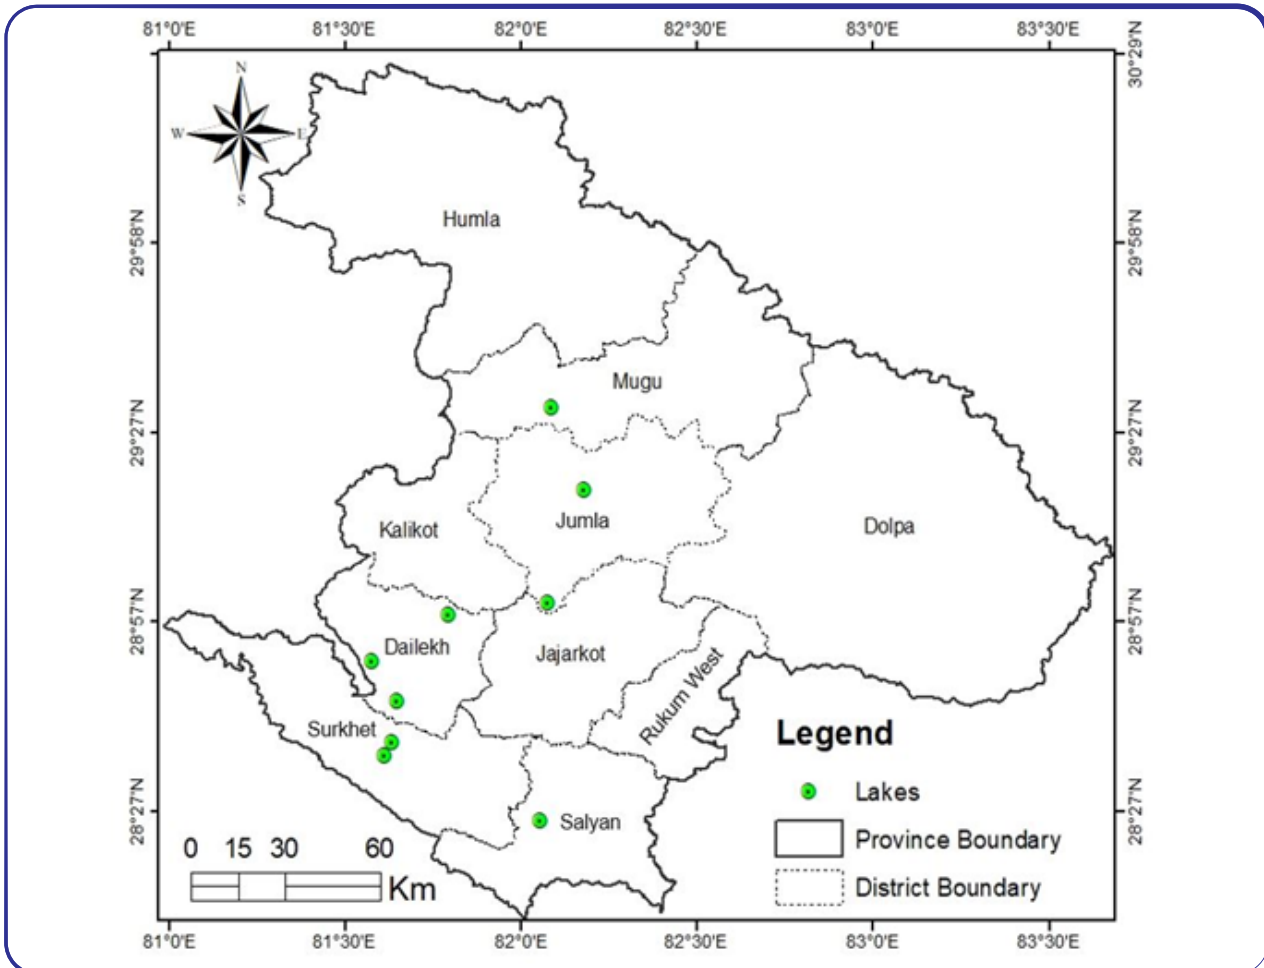 81°0'E 81°30'E 82°0'E 82°30'E 83°0'E 83°30'E
30°29'N
N
W E
S
Humla
29°58'N 29°58'N
Mugu
29°27'N 29°27'N
Kalikot
Jumla
Dolpa
28°57'N 28°57'N
Dailekh
Jajarkot
Rukum West
Surkhet
Legend
Lakes
28°27'N 28°27'N
Salyan
Province Boundary
0 15 30 60
Km
District Boundary
81°0'E 81°30'E 82°0'E 82°30'E 83°0'E 83°30'E